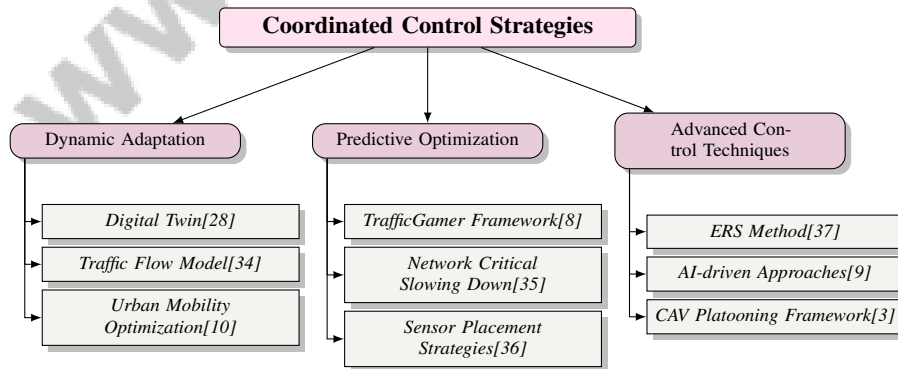 Coordinated Control Strategies
Dynamic Adaptation
Predictive Optimization
Advanced Con-
trol Techniques
Digital Twin[28]
Traffic Flow Model[34]
Urban Mobility
Optimization[10]
TrafficGamer Framework[8]
Network Critical
Slowing Down[35]
Sensor Placement
Strategies[36]
ERS Method[37]
AI-driven Approaches[9]
CAV Platooning Framework[3]